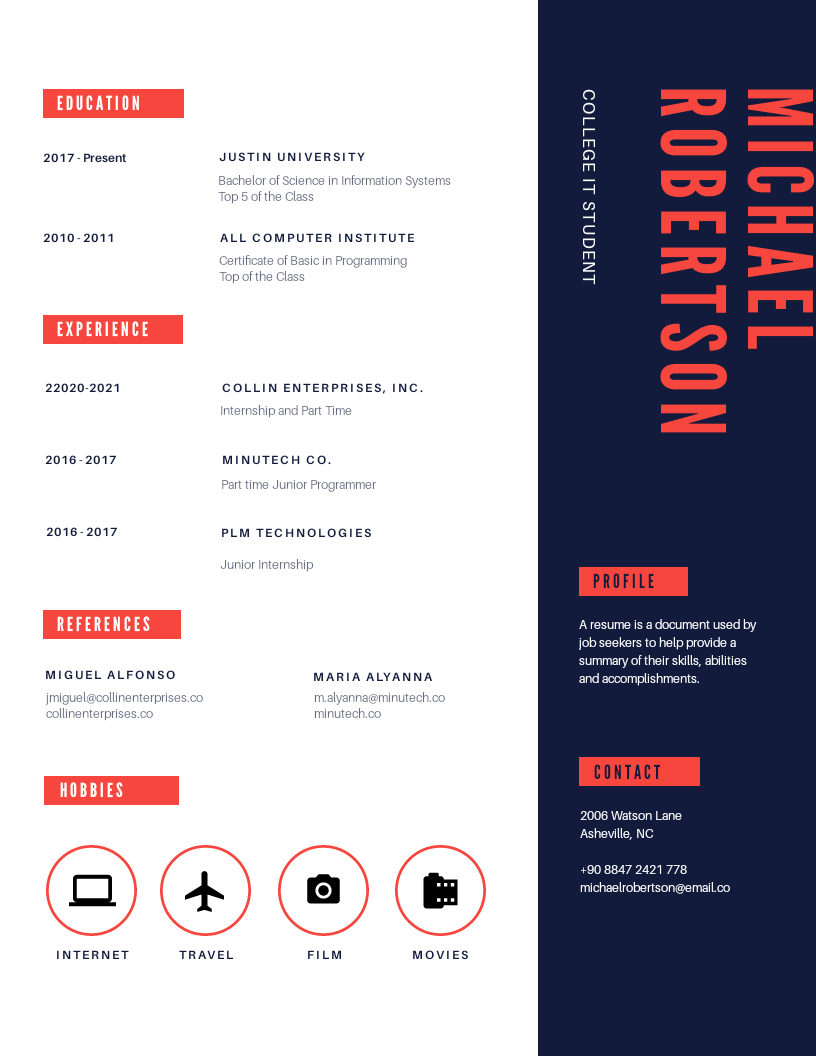 MICHAEL
ROBERTSON
COLLEGE IT STUDENT
EDUCATION
2017 - Present
JUSTIN UNIVERSITY
Bachelor of Science in Information Systems
Top 5 of the Class
2010 - 2011
ALL COMPUTER INSTITUTE
Certificate of Basic in Programming
Top of the Class
EXPERIENCE
22020-2021
COLLIN ENTERPRISES, INC.
Internship and Part Time
2016 - 2017
MINUTECH CO.
Part time Junior Programmer
2016 - 2017
PLM TECHNOLOGIES
Junior Internship
REFERENCES
MIGUEL ALFONSO
jmiguel@collinenterprises.co
collinenterprises.co
MARIA ALYANNA
m.alyanna@minutech.co
minutech.co
HOBBIES
INTERNET
TRAVEL
FILM
MOVIES
PROFILE
A resume is a document used by
job seekers to help provide a
summary of their skills, abilities
and accomplishments.
CONTACT
2006 Watson Lane
Asheville, NC
+90 8847 2421 778
michaelrobertson@email.co